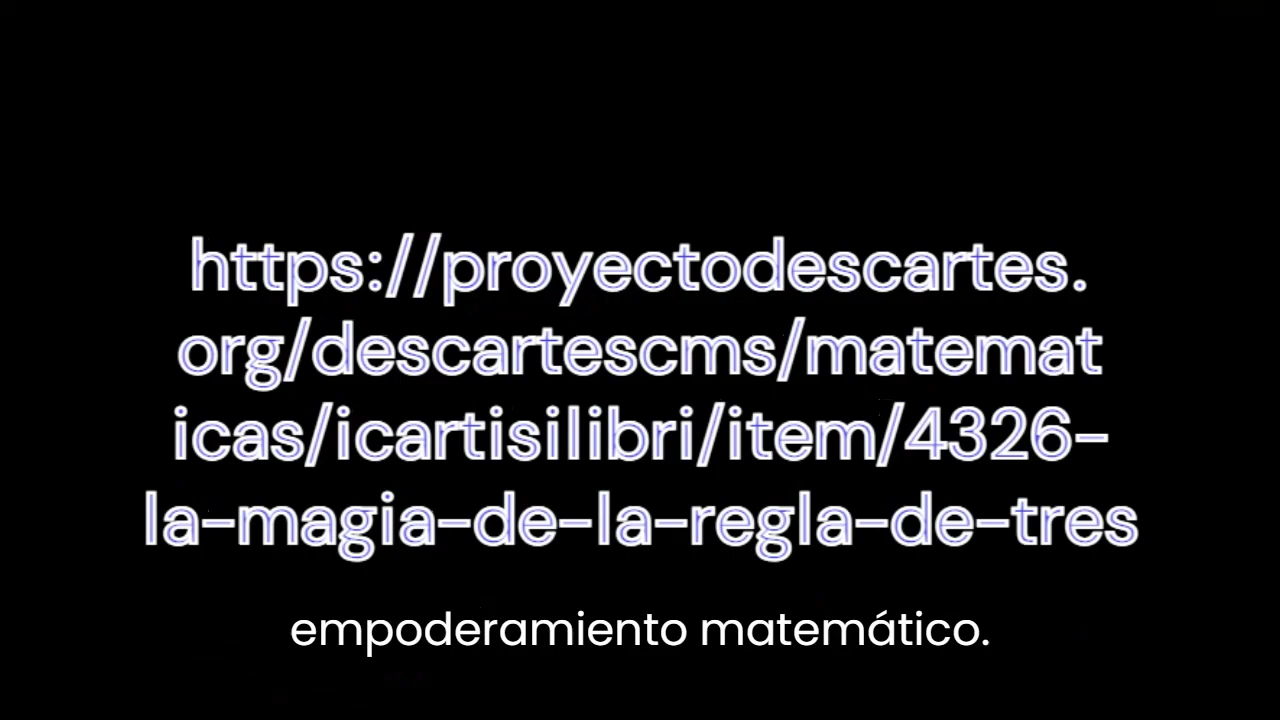 https://proyectodescartes.
org/descartescms/matemat
icas/icartisilibri/item/4326-
la-magia-de-la-regla-de-tres
empoderamiento matemático.